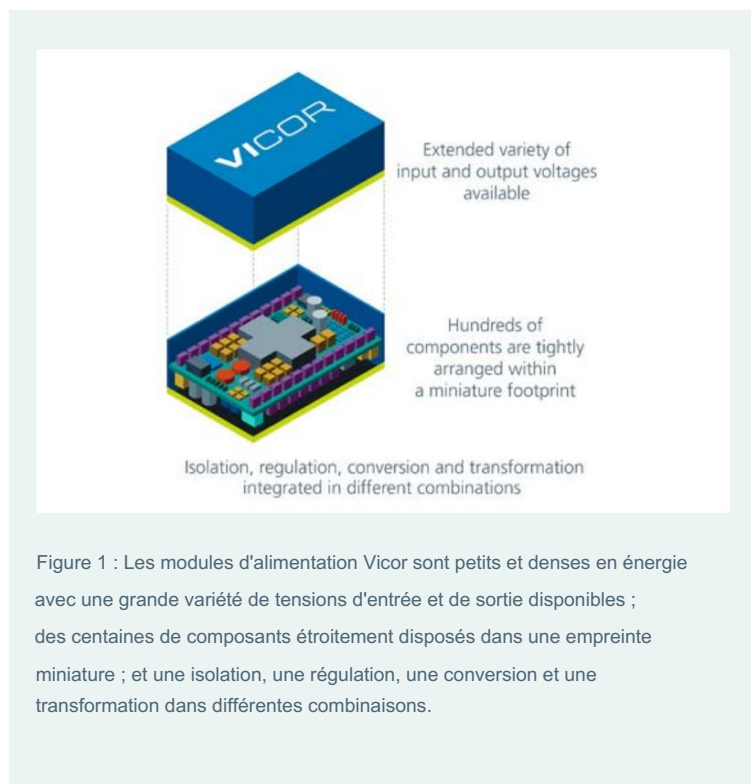 VICOR
Extended variety of
input and output voltages
available
Hundreds of
components are tightly
arranged within
a miniature footprint
Isolation, regulation, conversion and transformation
integrated in different combinations
Figure 1 : Les modules d'alimentation Vicor sont petits et denses en énergie
avec une grande variété de tensions d'entrée et de sortie disponibles ;
des centaines de composants étroitement disposés dans une empreinte
miniature ; et une isolation, une régulation, une conversion et une
transformation dans différentes combinaisons.